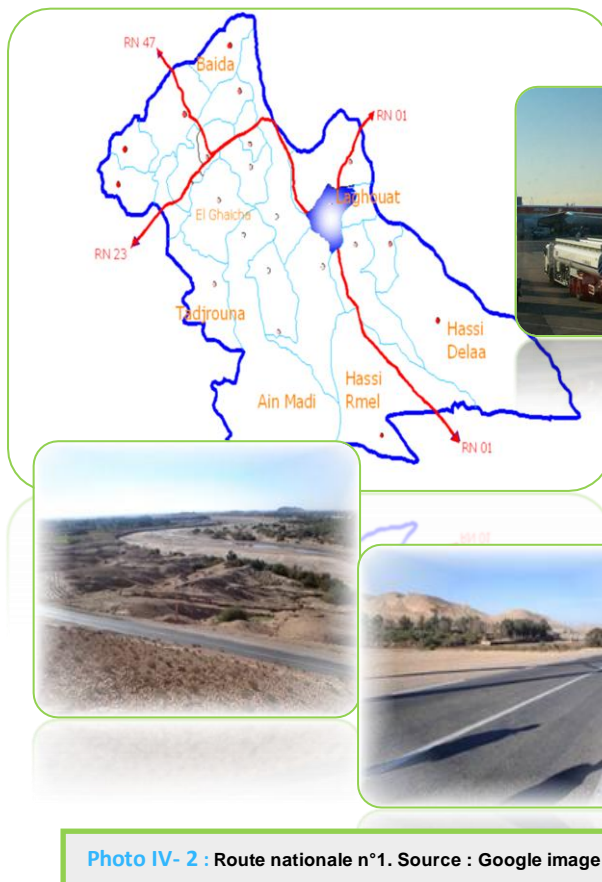 RN 47
Baida
RN 01
Laghouat
El Ghaicha
RN 23
Tadjrouna
Hassi
Delaa
Hassi
Rmel
Ain Madi
RN 01
Photo IV- 2 : Route nationale n°1. Source : Google image